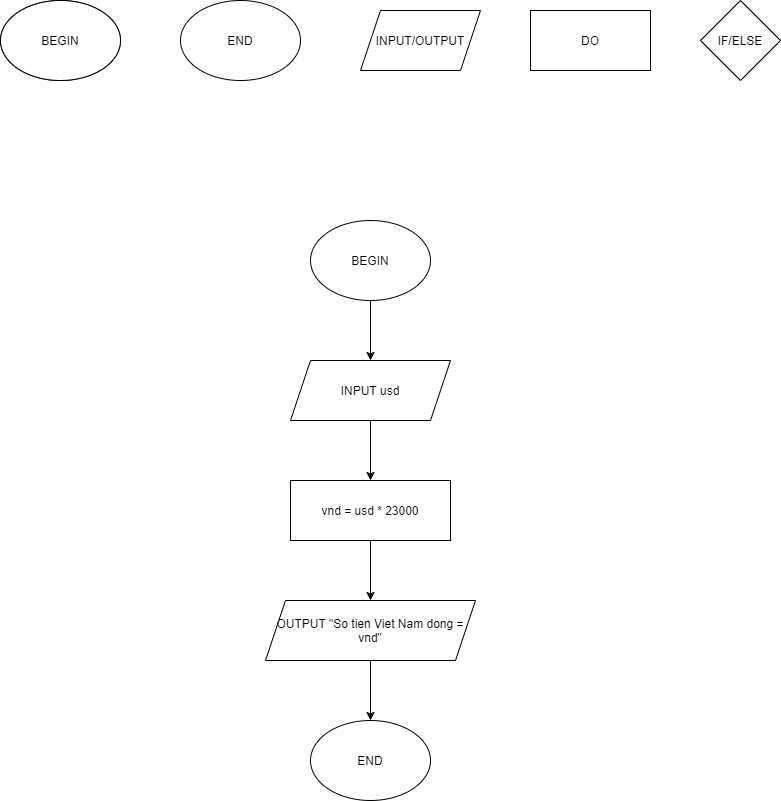 BEGIN
END
INPUT/OUTPUT
DO
IF/ELSE
BEGIN
INPUT usd
vnd = usd * 23000
OUTPUT "So tien Viet Nam dong =
vnd"
END